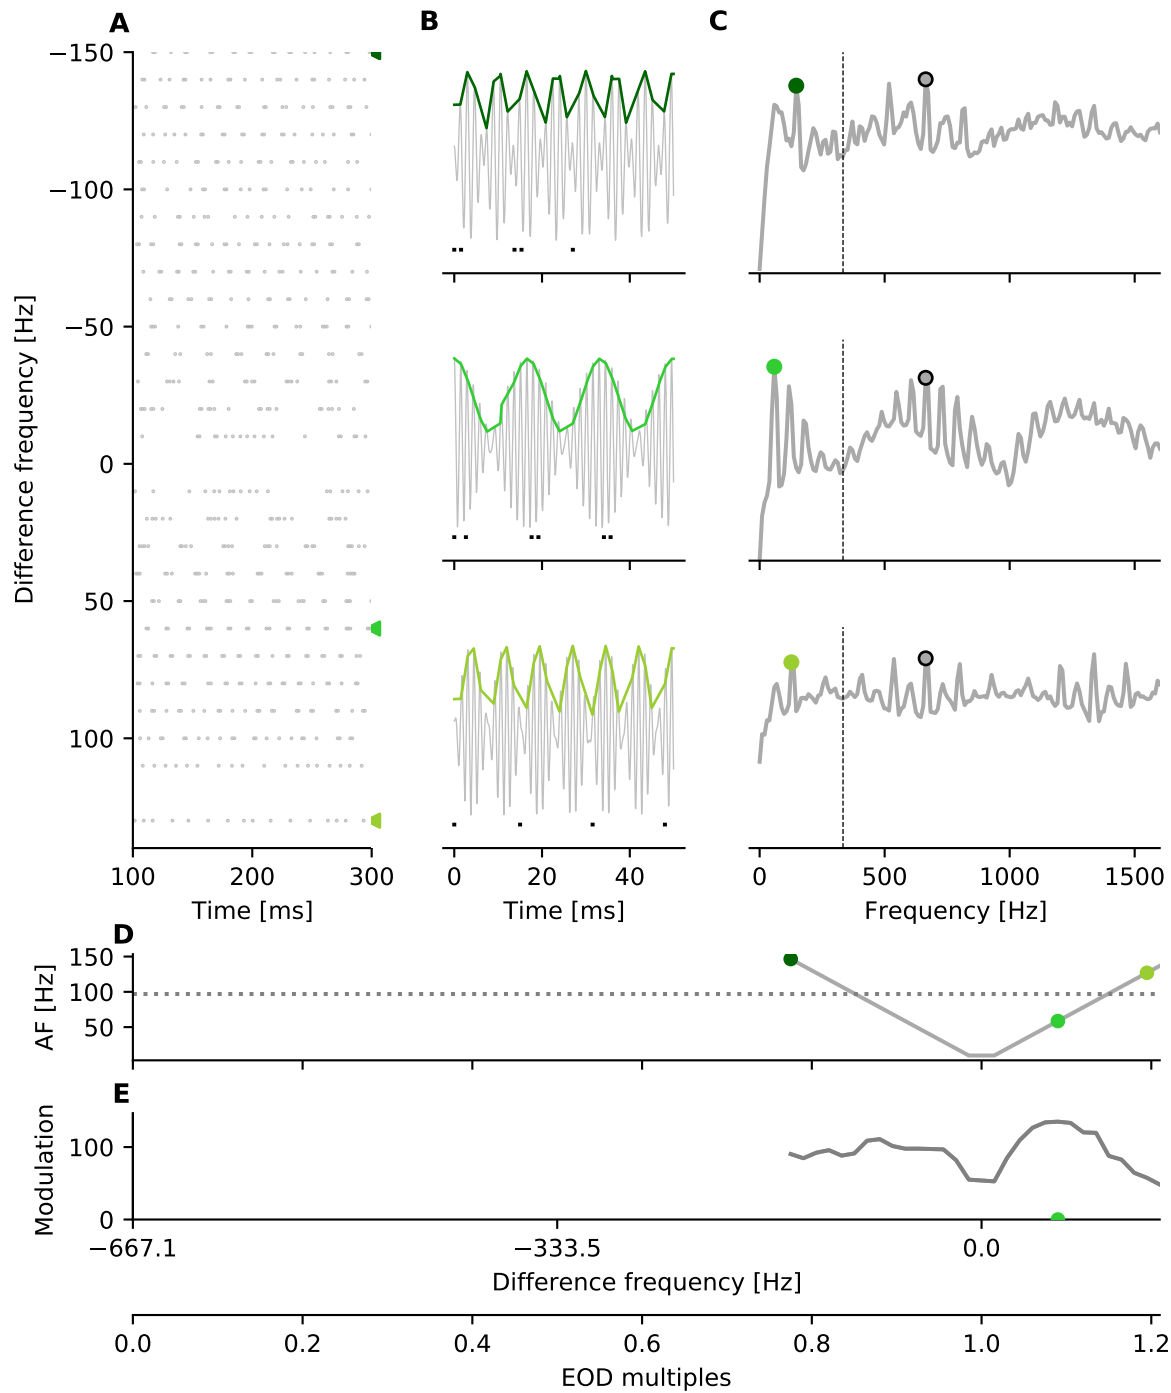 A
B
C
−150
−100
−50
0
50
100
Difference frequency [Hz]
100
200
300
Time [ms]
0
20
40
Time [ms]
0
500
1000
1500
Frequency [Hz]
D
150
100
50
AF [Hz]
E
100
0
Modulation
−667.1
−333.5
0.0
Difference frequency [Hz]
0.0
0.2
0.4
0.6
0.8
1.0
1.2
EOD multiples